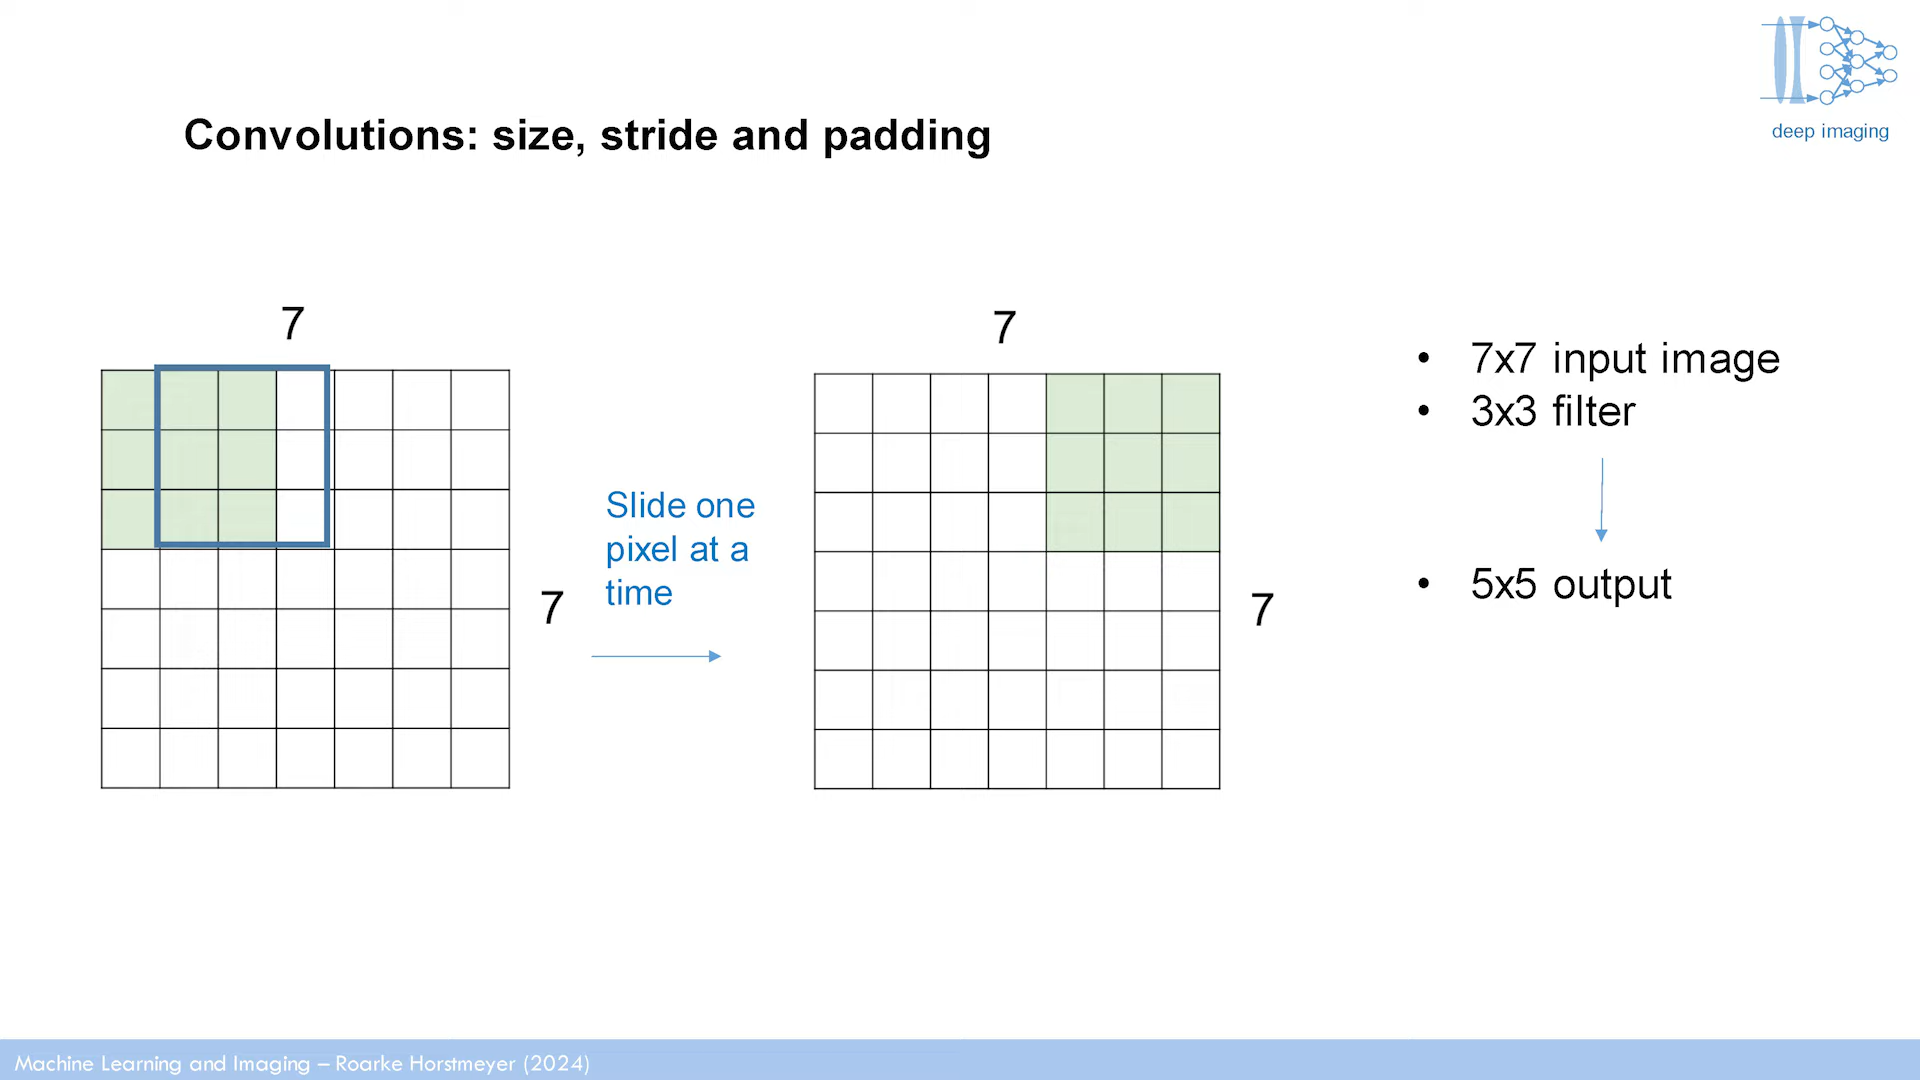 deep imaging
Convolutions: size, stride and padding
7
7
Slide one
pixel at a
time
7
7
• 7x7 input image
• 3x3 filter
• 5x5 output
Machine Learning and Imaging – Roarke Horstmeyer (2024)